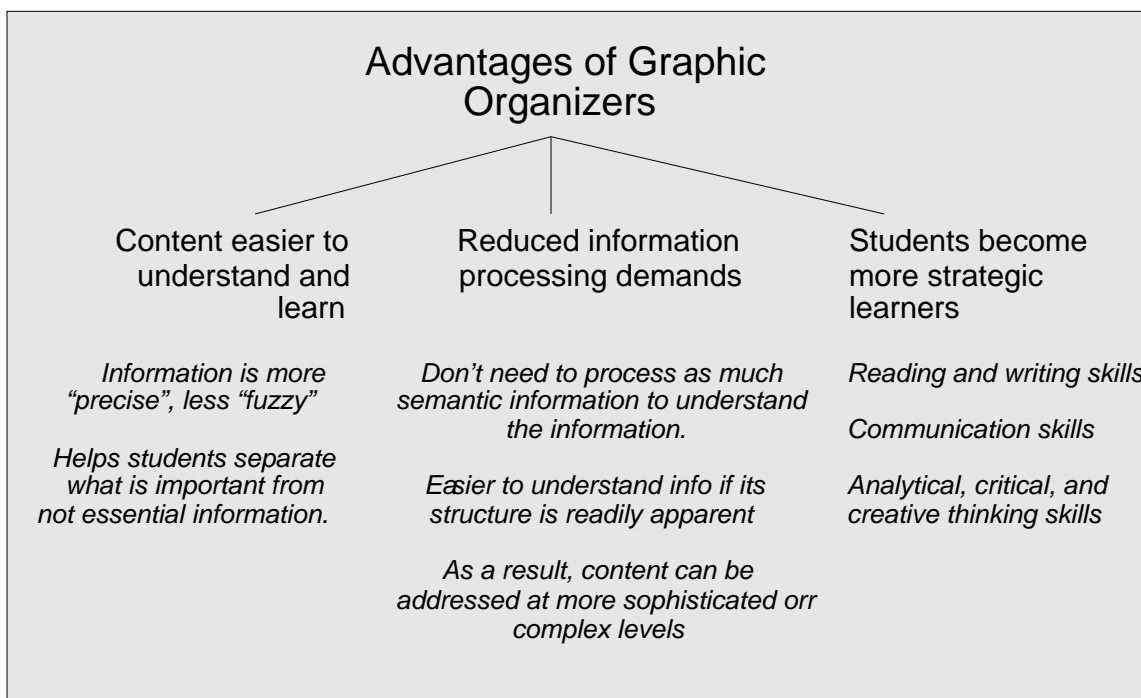 Advantages of Graphic
Organizers
Content easier to
understand and
learn
Information is more
“precise”, less “fuzzy”
Helps students separate
what is important from
not essential information.
Reduced information
processing demands
Don’t need to process as much
semantic information to understand
the information.
Easier to understand info if its
structure is readily apparent
As a result, content can be
addressed at more sophisticated orr
complex levels
Students become
more strategic
learners
Reading and writing skills
Communication skills
Analytical, critical, and
creative thinking skills